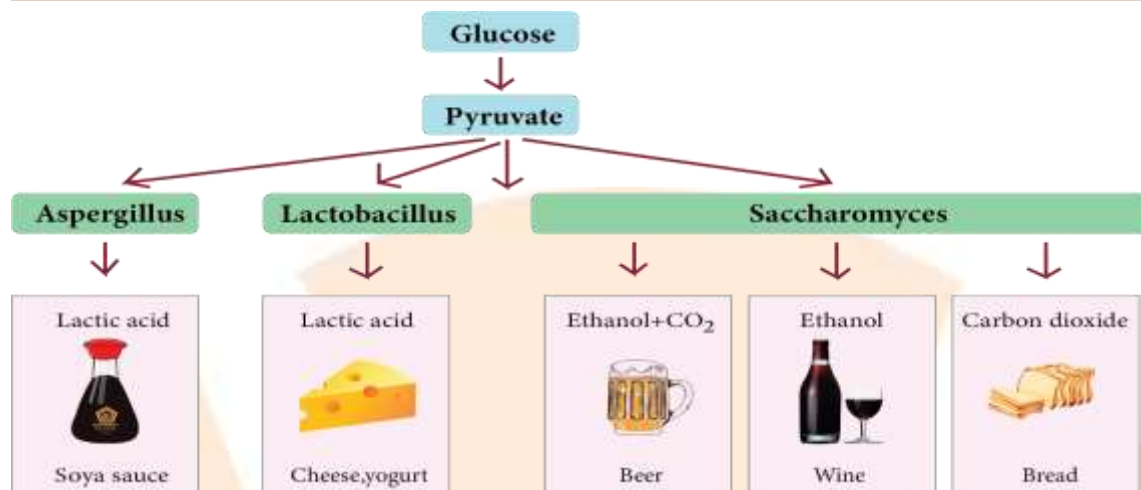 Glucose
Pyruvate
Aspergillus Lactobacillus Saccharomyces
Lactic acid Lactic acid Ethanol+CO₂ Ethanol Carbon dioxide
Soya sauce Cheese,yogurt Beer Wine Bread